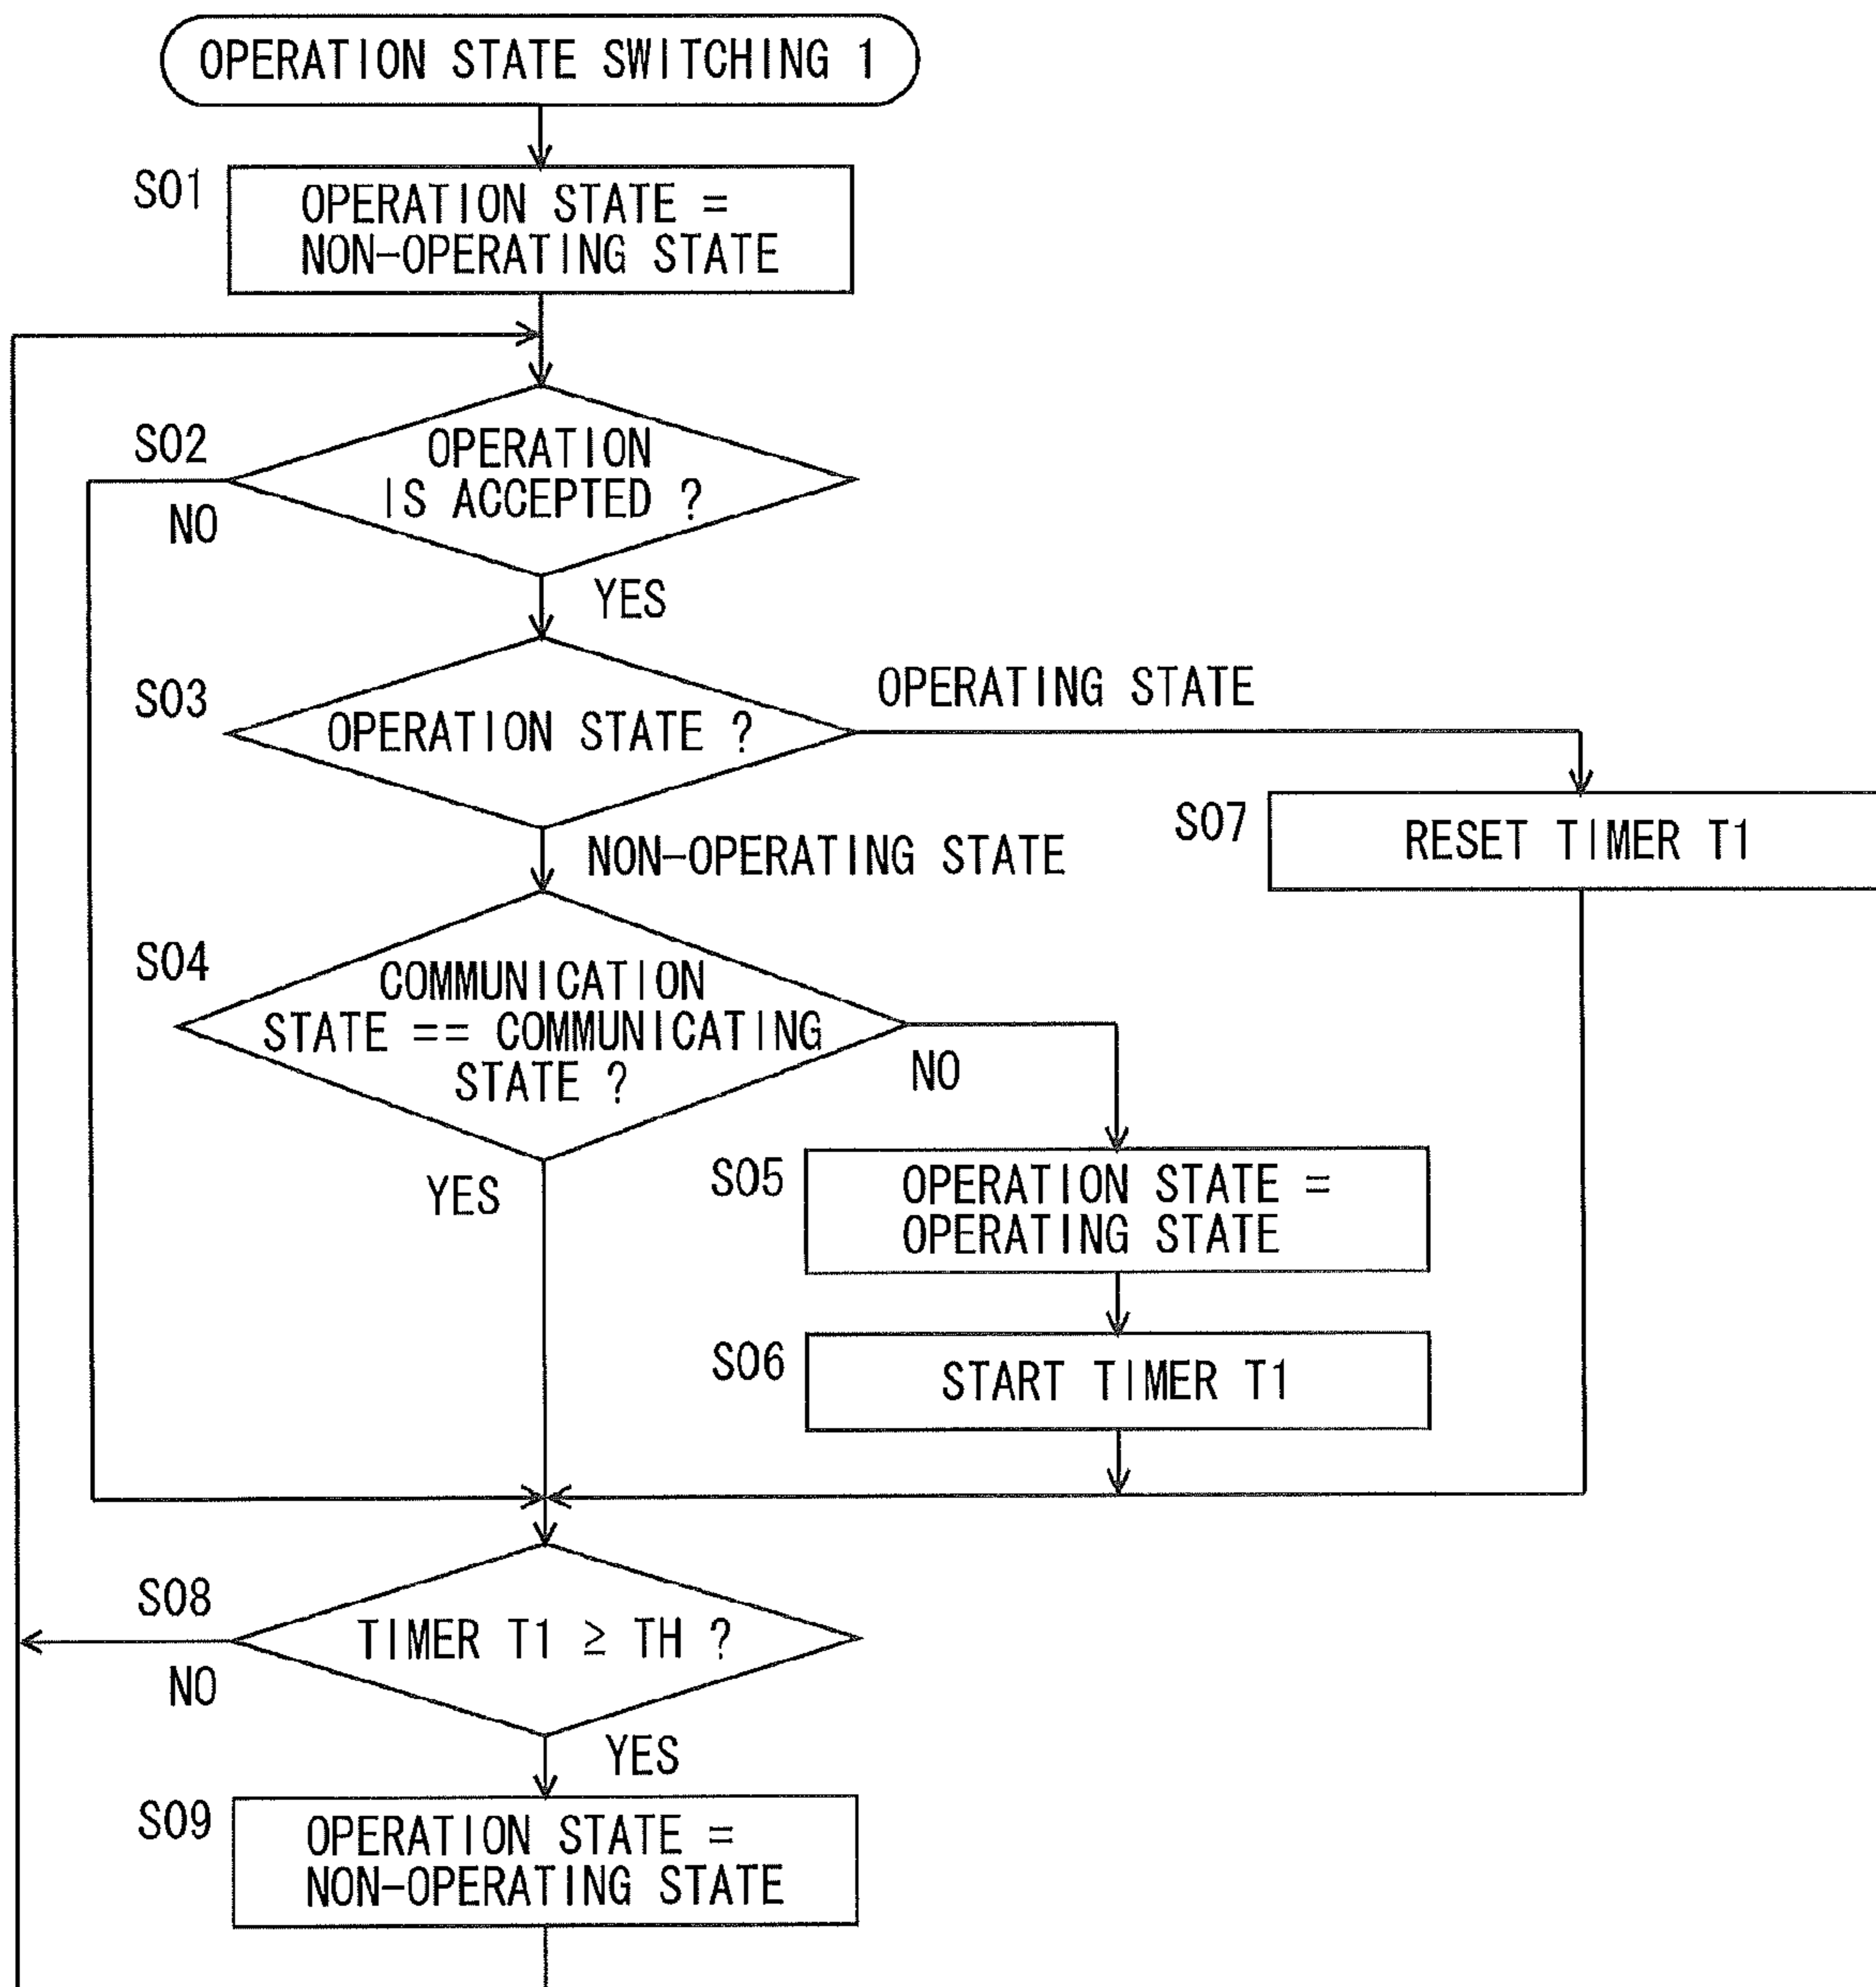 OPERATION STATE SWITCHING 1
S01
OPERATION STATE =
NON-OPERATING STATE
S02
OPERATION
IS ACCEPTED ?
NO
YES
S03
OPERATION STATE ?
OPERATING STATE
NON-OPERATING STATE
S07
RESET TIMER T1
S04
COMMUNICATION
STATE == COMMUNICATING
STATE ?
NO
YES
S05
OPERATION STATE =
OPERATING STATE
S06
START TIMER T1
S08
TIMER T1 ≥ TH ?
NO
YES
S09
OPERATION STATE =
NON-OPERATING STATE